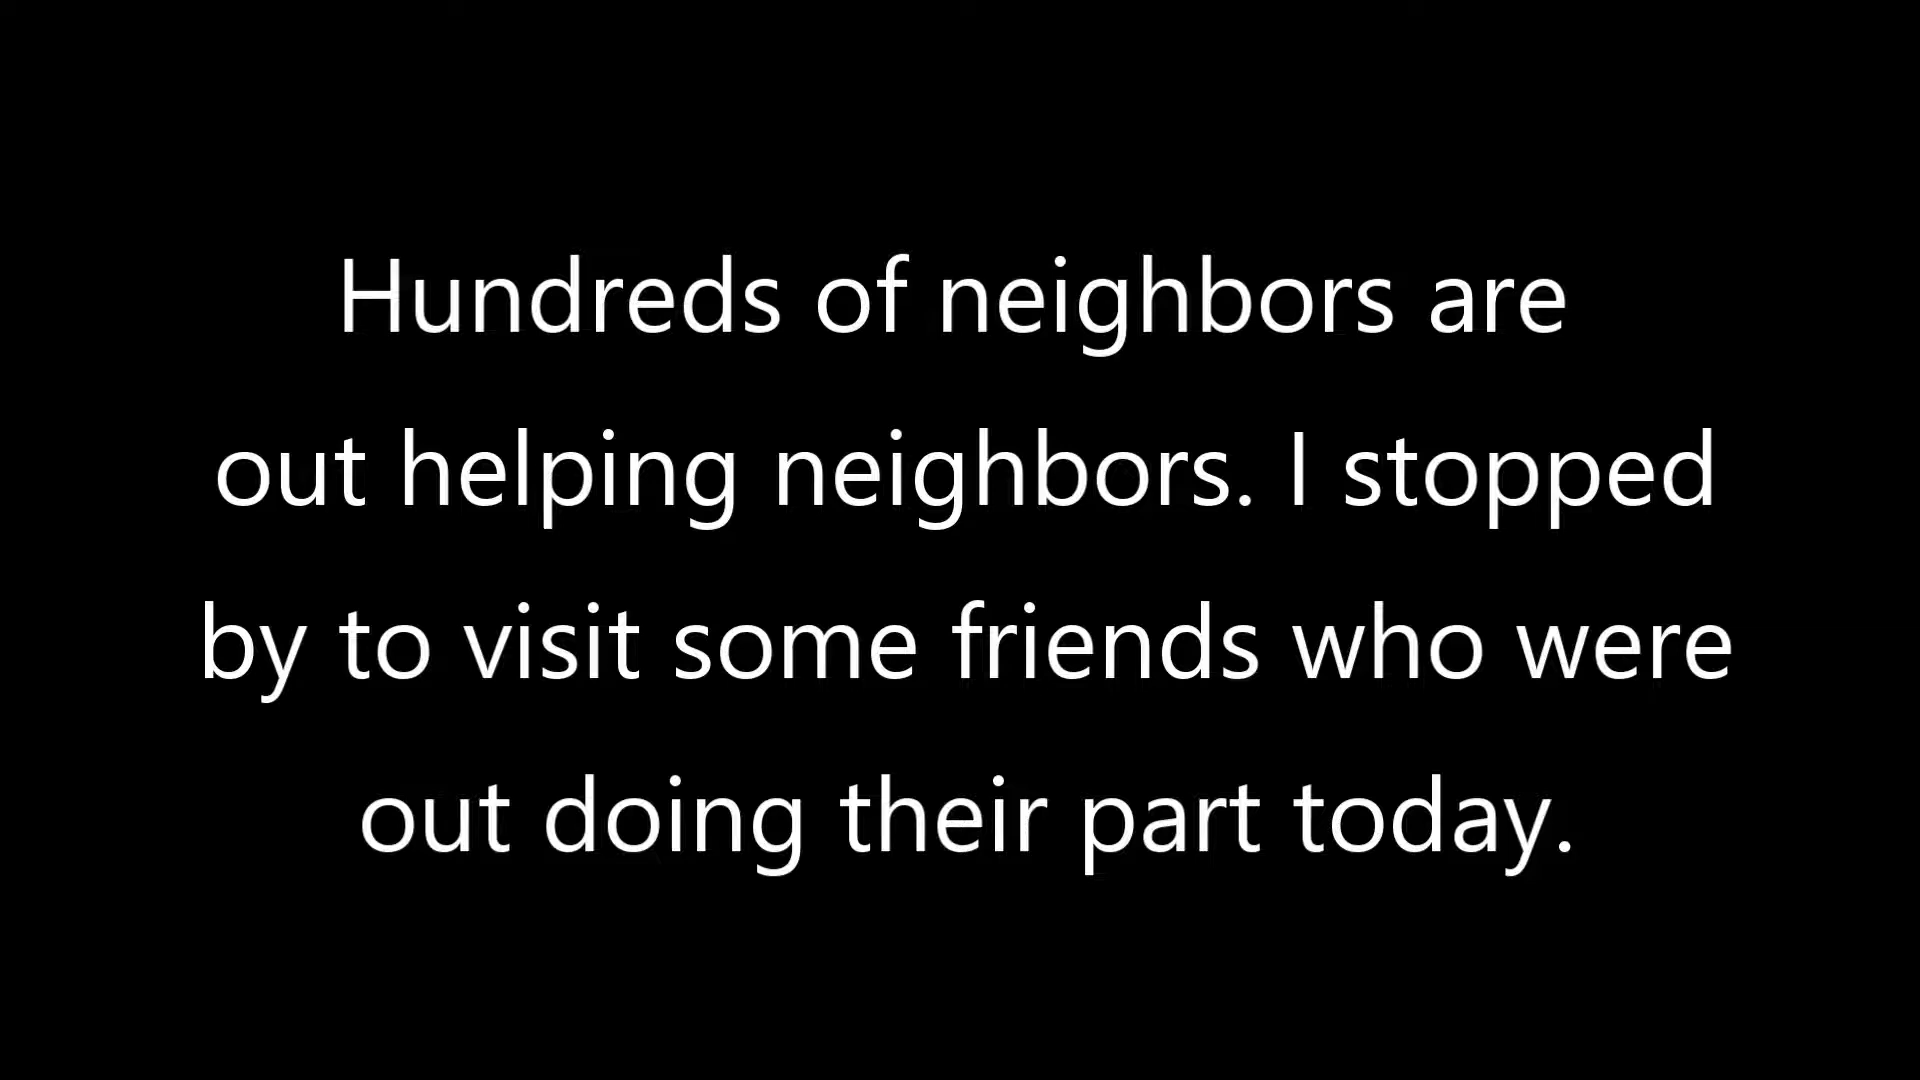 Hundreds of neighbors are
out helping neighbors. I stopped
by to visit some friends who were
out doing their part today.